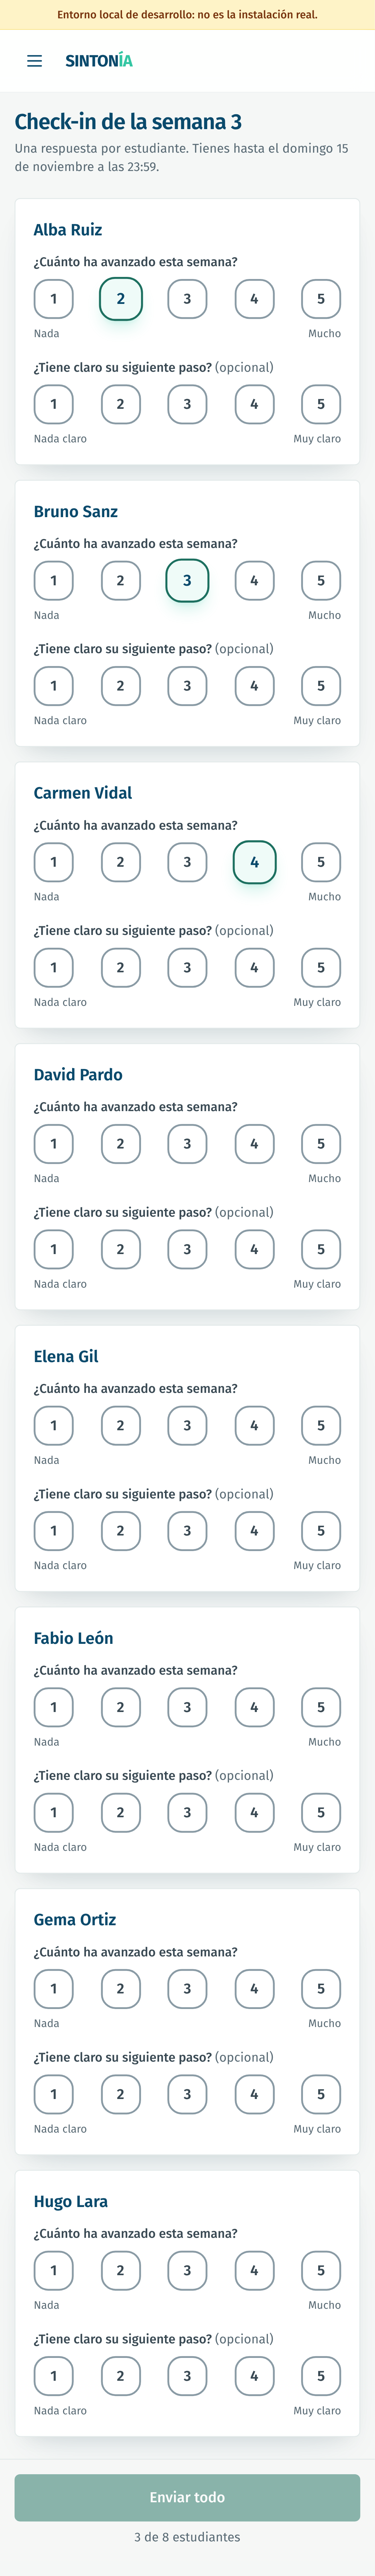 Entorno local de desarrollo: no es la instalación real.
SINTONÍA
Check-in de la semana 3
Una respuesta por estudiante. Tienes hasta el domingo 15
de noviembre a las 23:59.
Alba Ruiz
¿Cuánto ha avanzado esta semana?
1 2 3 4 5
Nada Mucho
¿Tiene claro su siguiente paso? (opcional)
1 2 3 4 5
Nada claro Muy claro
Bruno Sanz
¿Cuánto ha avanzado esta semana?
1 2 3 4 5
Nada Mucho
¿Tiene claro su siguiente paso? (opcional)
1 2 3 4 5
Nada claro Muy claro
Carmen Vidal
¿Cuánto ha avanzado esta semana?
1 2 3 4 5
Nada Mucho
¿Tiene claro su siguiente paso? (opcional)
1 2 3 4 5
Nada claro Muy claro
David Pardo
¿Cuánto ha avanzado esta semana?
1 2 3 4 5
Nada Mucho
¿Tiene claro su siguiente paso? (opcional)
1 2 3 4 5
Nada claro Muy claro
Elena Gil
¿Cuánto ha avanzado esta semana?
1 2 3 4 5
Nada Mucho
¿Tiene claro su siguiente paso? (opcional)
1 2 3 4 5
Nada claro Muy claro
Fabio León
¿Cuánto ha avanzado esta semana?
1 2 3 4 5
Nada Mucho
¿Tiene claro su siguiente paso? (opcional)
1 2 3 4 5
Nada claro Muy claro
Gema Ortiz
¿Cuánto ha avanzado esta semana?
1 2 3 4 5
Nada Mucho
¿Tiene claro su siguiente paso? (opcional)
1 2 3 4 5
Nada claro Muy claro
Hugo Lara
¿Cuánto ha avanzado esta semana?
1 2 3 4 5
Nada Mucho
¿Tiene claro su siguiente paso? (opcional)
1 2 3 4 5
Nada claro Muy claro
Enviar todo
3 de 8 estudiantes